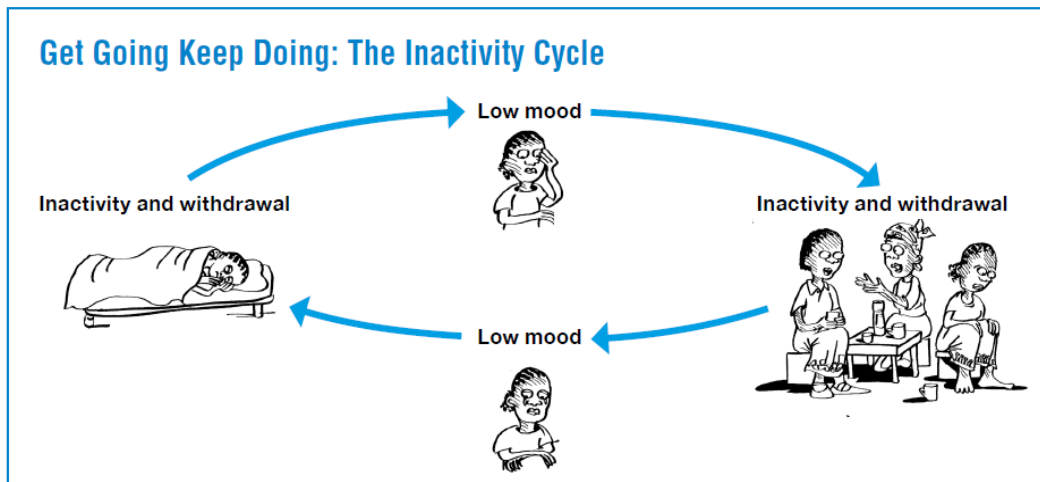 Get Going Keep Doing: The Inactivity Cycle
Low mood
Inactivity and withdrawal
Inactivity and withdrawal
Low mood